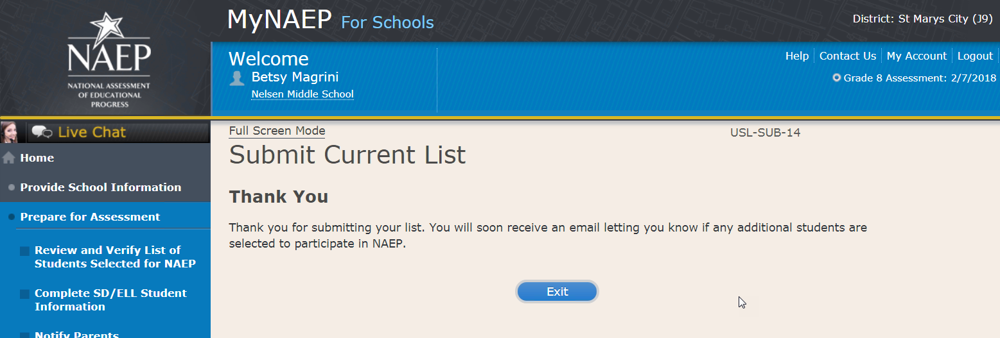 NAEP
NATIONAL ASSESSMENT
OF EDUCATIONAL
PROGRESS
MyNAEP For Schools
District: St Marys City (J9)
Welcome
Betsy Magrini
Nelsen Middle School
Help Contact Us My Account Logout
Grade 8 Assessment: 2/7/2018
Live Chat
Home
Provide School Information
Prepare for Assessment
Review and Verify List of
Students Selected for NAEP
Complete SD/ELL Student
Information
Notify Parents
Full Screen Mode
USL-SUB-14
Submit Current List
Thank You
Thank you for submitting your list. You will soon receive an email letting you know if any additional students are
selected to participate in NAEP.
Exit